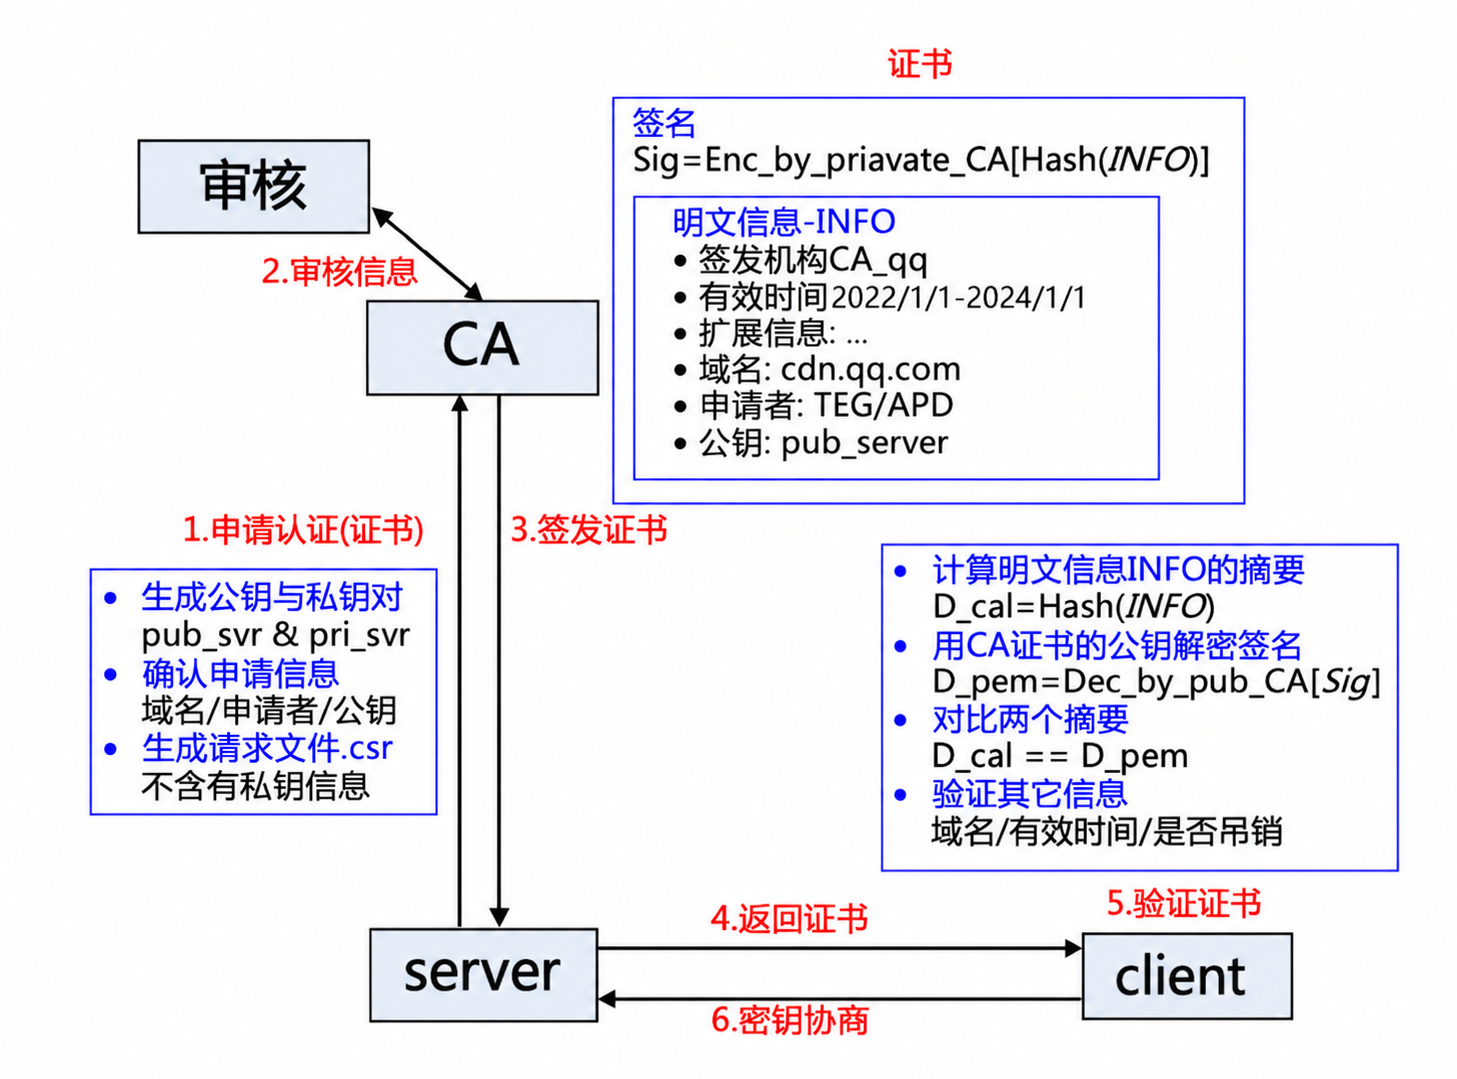 证书
签名
Sig=Enc_by_priavate_CA[Hash(INFO)]
明文信息-INFO
• 签发机构CA_qq
• 有效时间2022/1/1-2024/1/1
• 扩展信息: ...
• 域名: cdn.qq.com
• 申请者: TEG/APD
• 公钥: pub_server
审核
2.审核信息
CA
1.申请认证(证书)
3.签发证书
• 生成公钥与私钥对
pub_svr & pri_svr
• 确认申请信息
域名/申请者/公钥
• 生成请求文件.csr
不含有私钥信息
• 计算明文信息INFO的摘要
D_cal=Hash(INFO)
• 用CA证书的公钥解密签名
D_pem=Dec_by_pub_CA[Sig]
• 对比两个摘要
D_cal == D_pem
• 验证其它信息
域名/有效时间/是否吊销
4.返回证书
5.验证证书
server
client
6.密钥协商